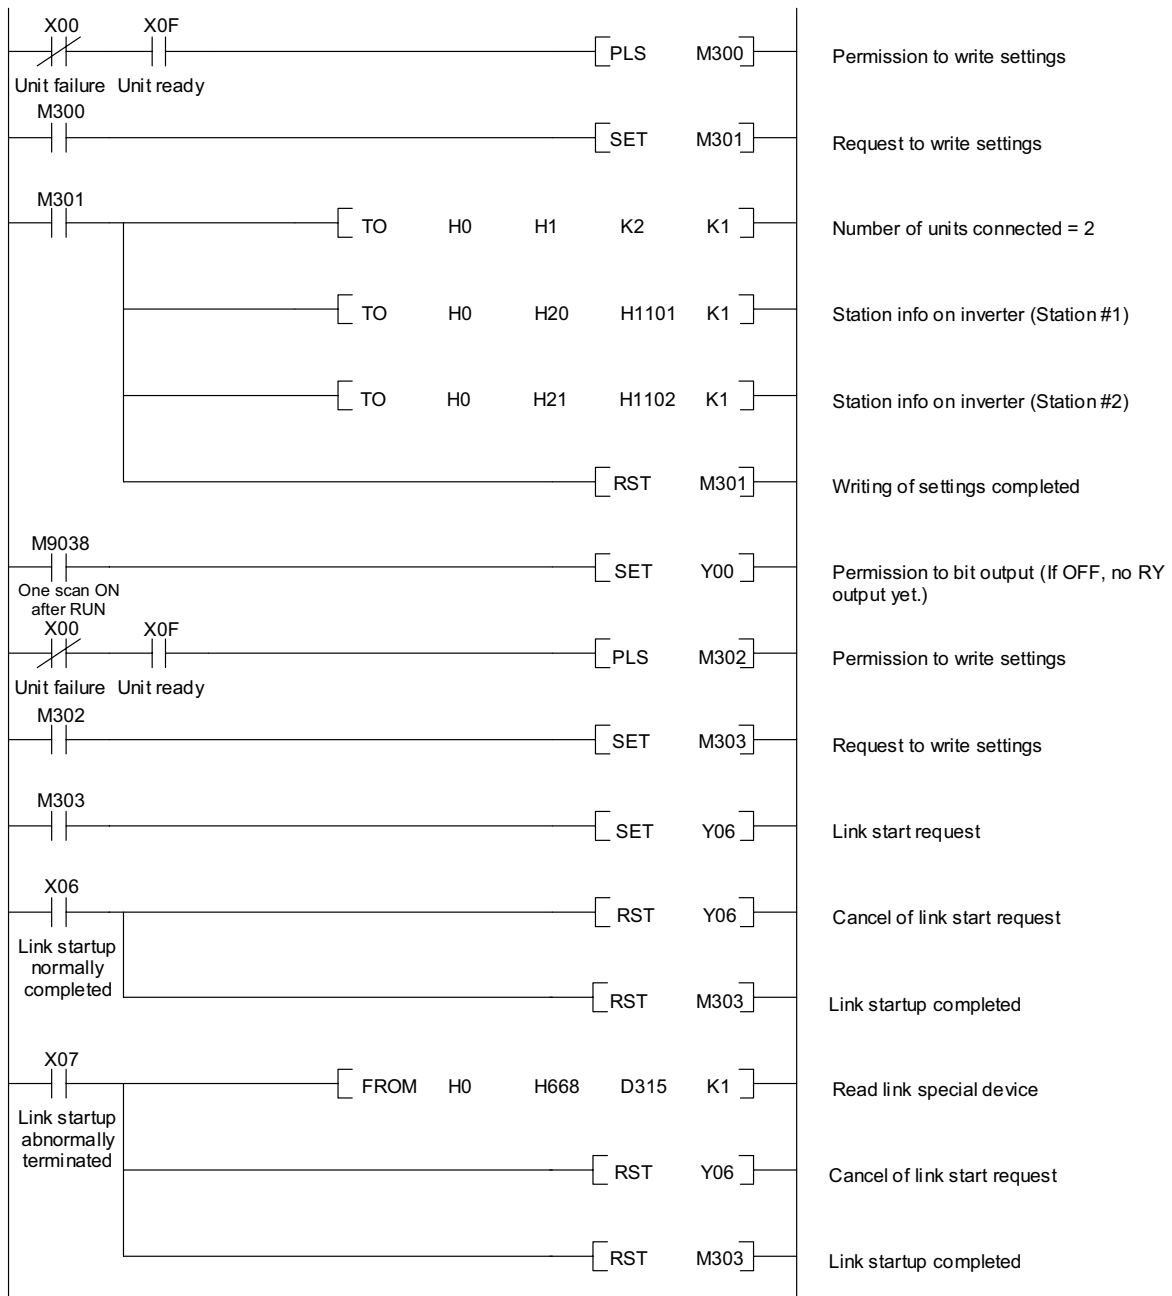 X00 X0F
PLS M300 Permission to write settings
Unit failure Unit ready
M300
SET M301 Request to write settings
M301
TO H0 H1 K2 K1 Number of units connected = 2
TO H0 H20 H1101 K1 Station info on inverter (Station #1)
TO H0 H21 H1102 K1 Station info on inverter (Station #2)
RST M301 Writing of settings completed
M9038
SET Y00 Permission to bit output (If OFF, no RY
output yet.)
One scan ON
after RUN
X00 X0F
PLS M302 Permission to write settings
Unit failure Unit ready
M302
SET M303 Request to write settings
M303
SET Y06 Link start request
X06
RST Y06 Cancel of link start request
Link startup
normally
completed
RST M303 Link startup completed
X07
FROM H0 H668 D315 K1 Read link special device
Link startup
abnormally
terminated
RST Y06 Cancel of link start request
RST M303 Link startup completed